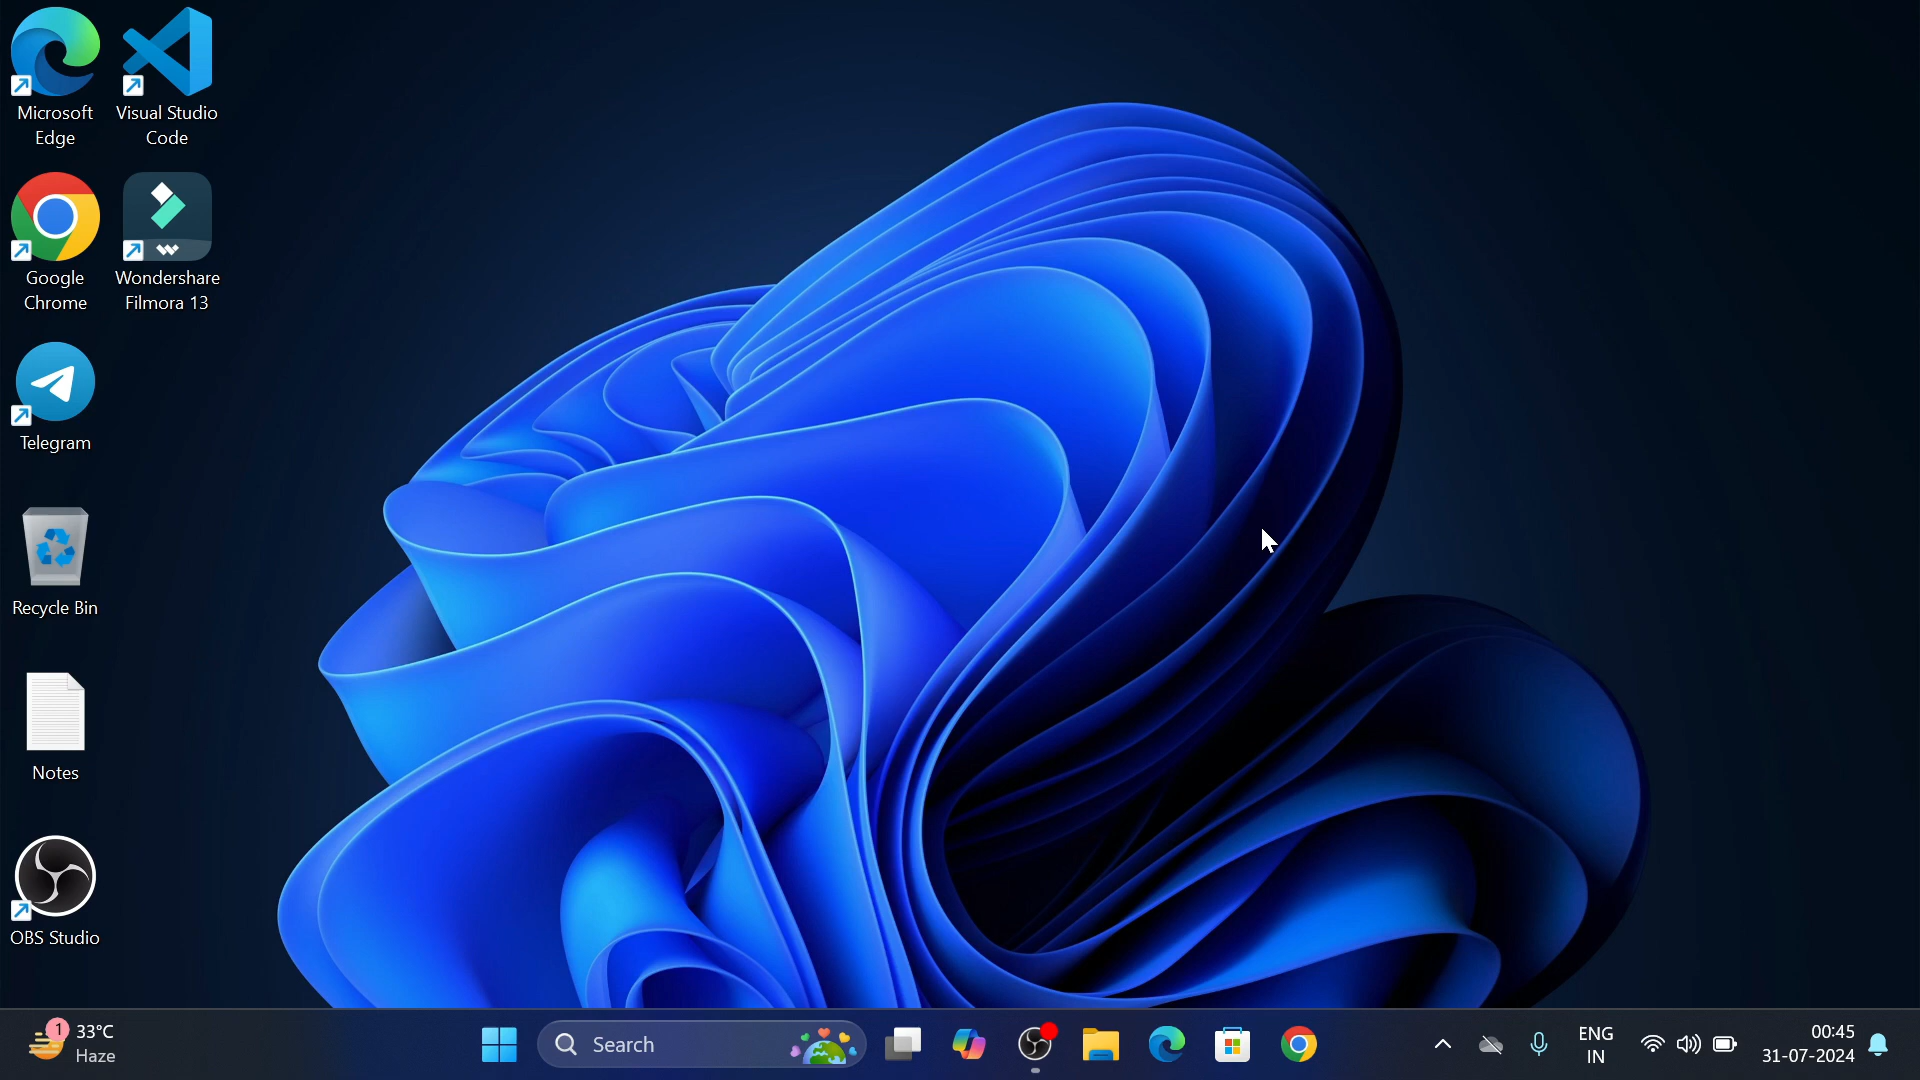 Microsoft
Edge
Visual Studio
Code
Google
Chrome
Wondershare
Filmora 13
Telegram
Recycle Bin
Notes
OBS Studio
1
33°C
Haze
Search
ENG
IN
00:45
31-07-2024